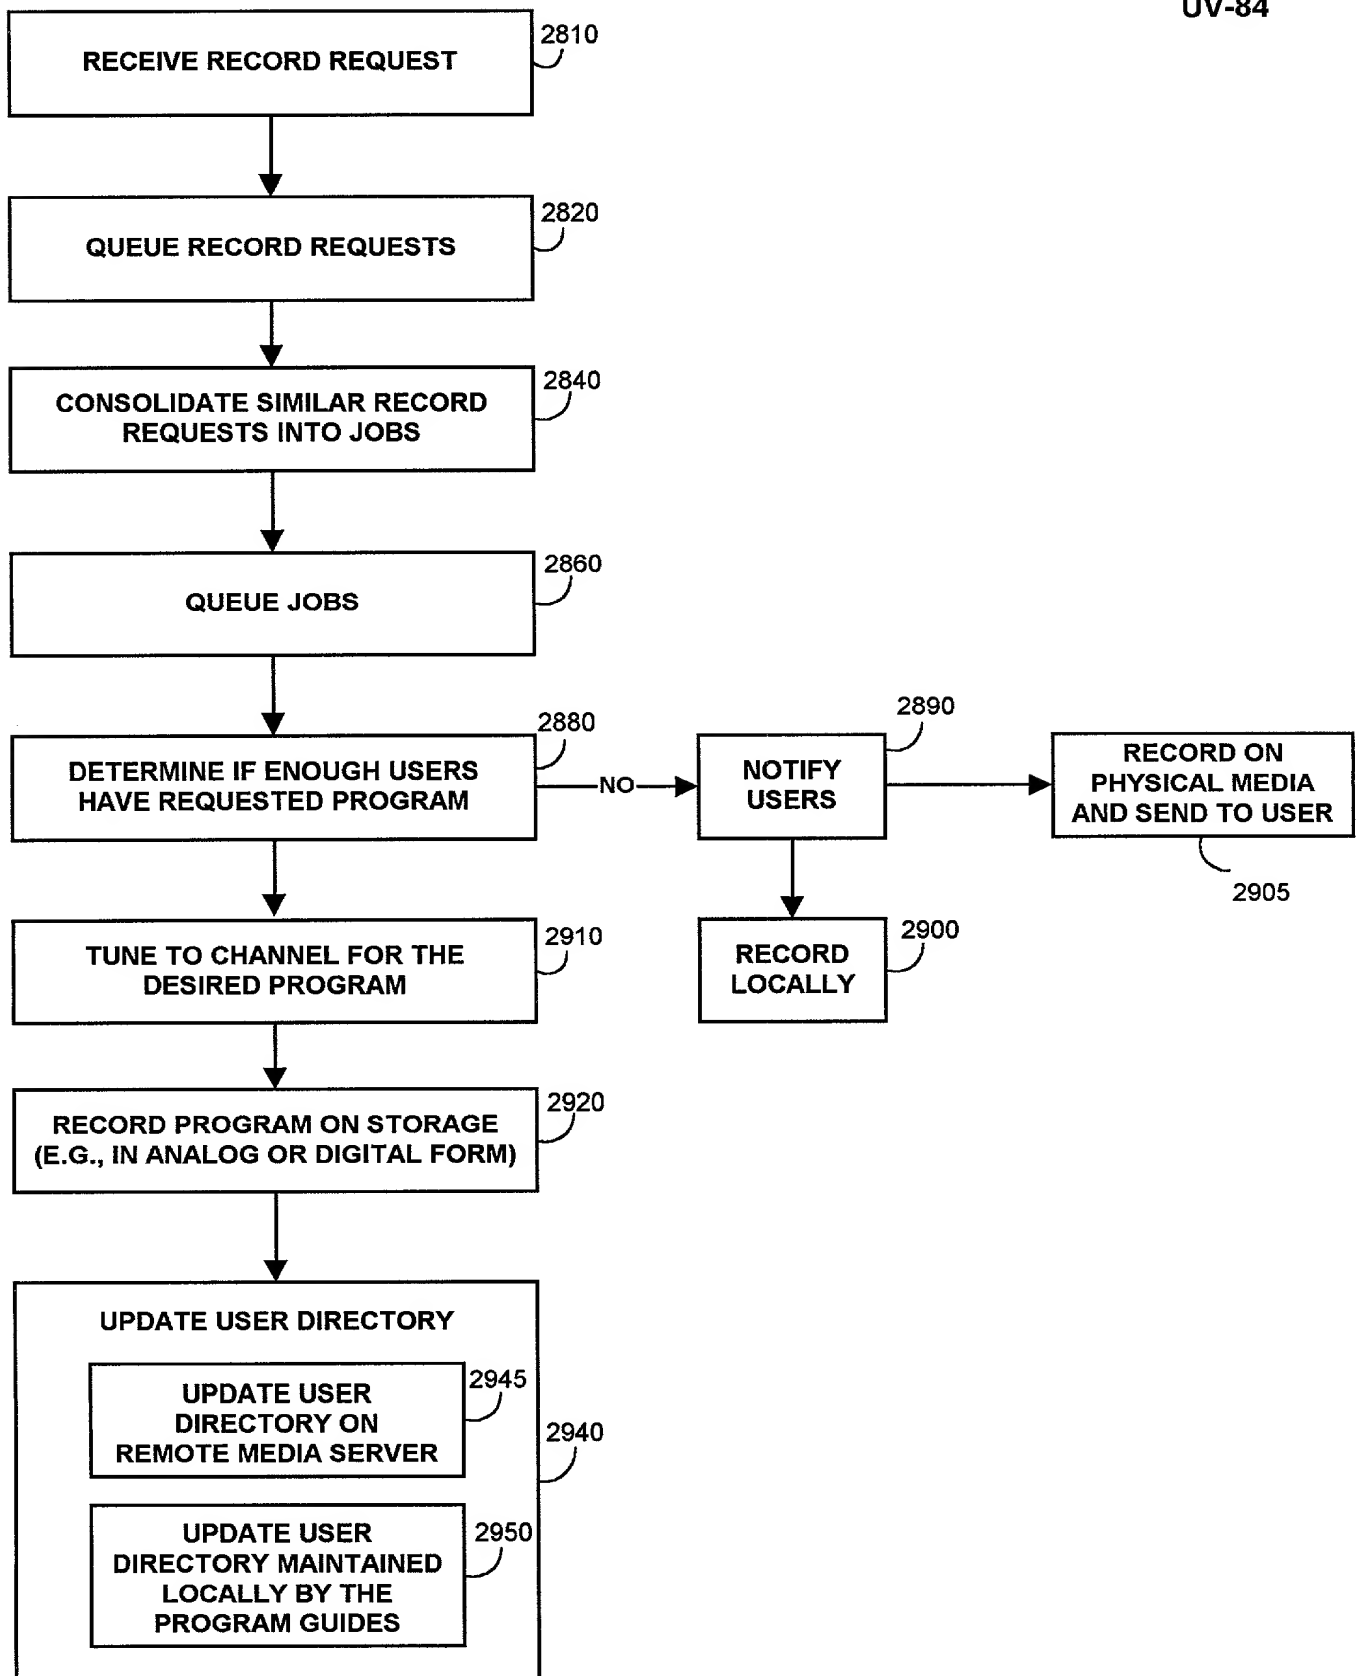 UV-84
RECEIVE RECORD REQUEST
2810
QUEUE RECORD REQUESTS
2820
CONSOLIDATE SIMILAR RECORD
REQUESTS INTO JOBS
2840
QUEUE JOBS
2860
DETERMINE IF ENOUGH USERS
HAVE REQUESTED PROGRAM
2880
NO
NOTIFY
USERS
2890
RECORD ON
PHYSICAL MEDIA
AND SEND TO USER
2905
RECORD
LOCALLY
2900
TUNE TO CHANNEL FOR THE
DESIRED PROGRAM
2910
RECORD PROGRAM ON STORAGE
(E.G., IN ANALOG OR DIGITAL FORM)
2920
UPDATE USER DIRECTORY
UPDATE USER
DIRECTORY ON
REMOTE MEDIA SERVER
2945
2940
UPDATE USER
DIRECTORY MAINTAINED
LOCALLY BY THE
PROGRAM GUIDES
2950